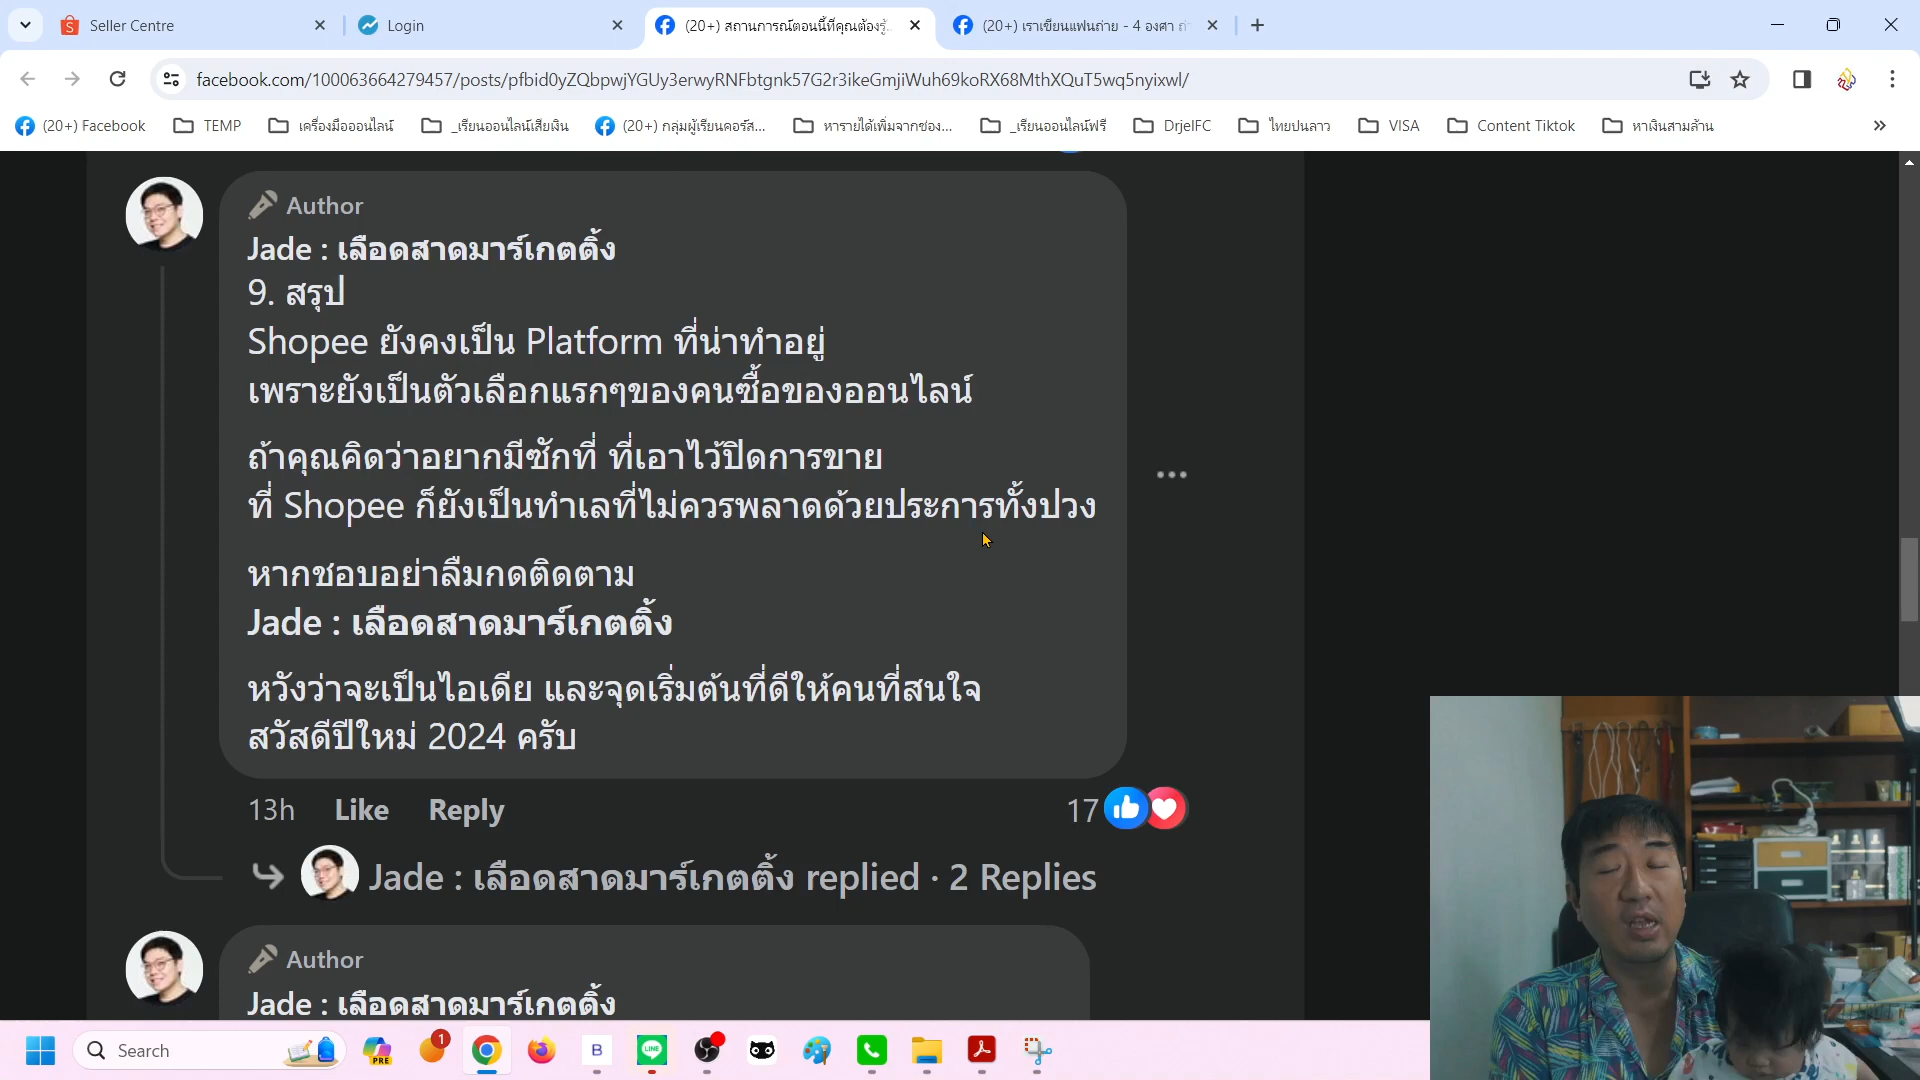 Seller Centre
Login
(20+) สถานการณ์ตอนนี้ที่คุณต้องรู้
(20+) เราเขียนแฟนถ่าย - 4 องศา
facebook.com/100063664279457/posts/pfbid0yZQbpwjYGUy3erwyRNFbtgnk57G2r3ikeGmjiWuh69koRX68MthXQuT5wq5nyixwl/
(20+) Facebook
TEMP
เครื่องมือออนไลน์
_เรียนออนไลน์เสียเงิน
(20+) กลุ่มผู้เรียนคอร์ส...
หารายได้เพิ่มจากช่อง...
_เรียนออนไลน์ฟรี
DrjelFC
ไทยปนลาว
VISA
Content Tiktok
หาเงินสามล้าน
Author
Jade : เลือดสาดมาร์เกตติ้ง
9. สรุป
Shopee ยังคงเป็น Platform ที่น่าทำอยู่
เพราะยังเป็นตัวเลือกแรกๆของคนซื้อของออนไลน์
ถ้าคุณคิดว่าอยากมีซักที่ ที่เอาไว้ปิดการขาย
ที่ Shopee ก็ยังเป็นทำเลที่ไม่ควรพลาดด้วยประการทั้งปวง
หากชอบอย่าลืมกดติดตาม
Jade : เลือดสาดมาร์เกตติ้ง
หวังว่าจะเป็นไอเดีย และจุดเริ่มต้นที่ดีให้คนที่สนใจ
สวัสดีปีใหม่ 2024 ครับ
13h Like Reply 17
Jade : เลือดสาดมาร์เกตติ้ง replied · 2 Replies
Author
Jade : เลือดสาดมาร์เกตติ้ง
Search
PRE
1
B
LINE